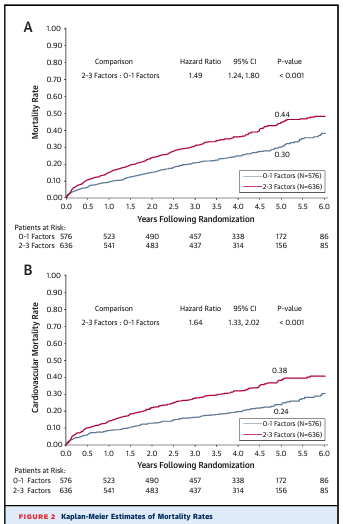 A
1.00
0.90
0.80
0.70
0.60
0.50
0.40
0.30
0.20
0.10
0.00
Mortality Rate
Comparison Hazard Ratio 95% CI P-value
2-3 Factors : 0-1 Factors 1.49 1.24, 1.80 < 0.001
0.44
0.30
0-1 Factors (N=576)
2-3 Factors (N=636)
0.0 0.5 1.0 1.5 2.0 2.5 3.0 3.5 4.0 4.5 5.0 5.5 6.0
Years Following Randomization
Patients at Risk:
0-1 Factors 576 523 490 457 338 172 86
2-3 Factors 636 541 483 437 314 156 85
B
1.00
0.90
0.80
0.70
0.60
0.50
0.40
0.30
0.20
0.10
0.00
Cardiovascular Mortality Rate
Comparison Hazard Ratio 95% CI P-value
2-3 Factors : 0-1 Factors 1.64 1.33, 2.02 < 0.001
0.38
0.24
0-1 Factors (N=576)
2-3 Factors (N=636)
0.0 0.5 1.0 1.5 2.0 2.5 3.0 3.5 4.0 4.5 5.0 5.5 6.0
Years Following Randomization
Patients at Risk:
0-1 Factors 576 523 490 457 338 172 86
2-3 Factors 636 541 483 437 314 156 85
FIGURE 2 Kaplan-Meier Estimates of Mortality Rates